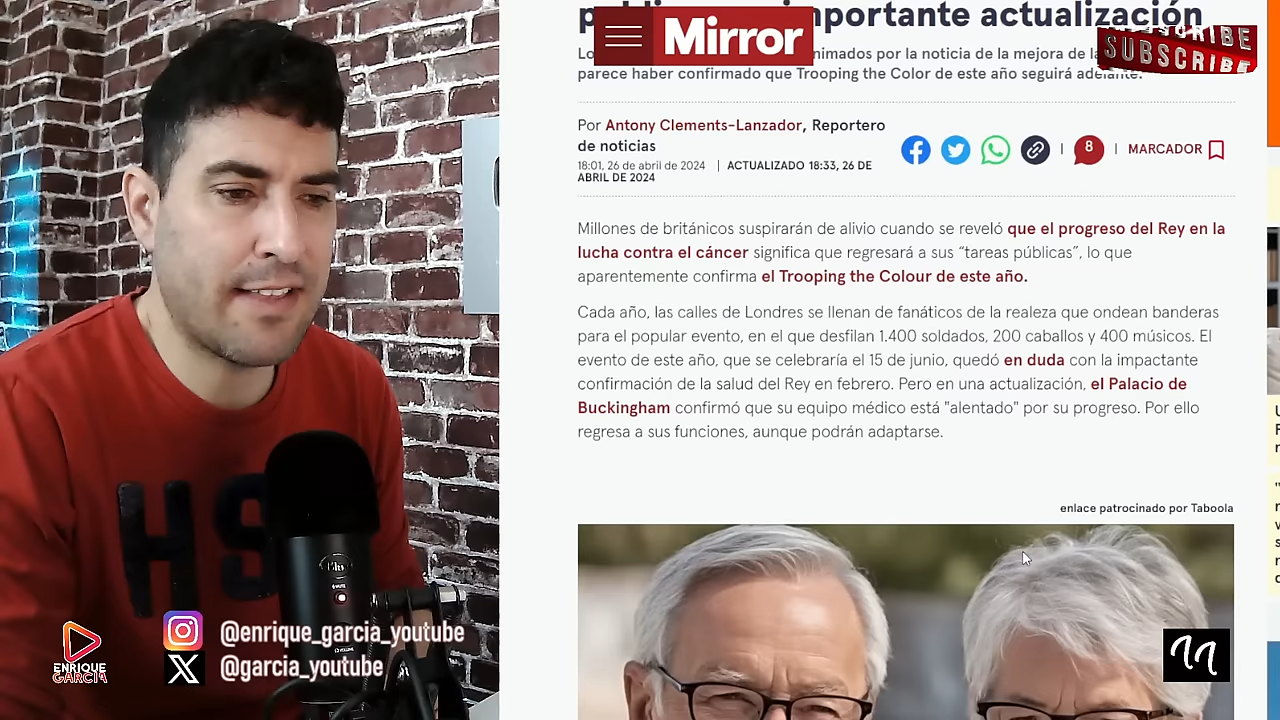 importante actualización
Mirror
SUBSCRIBE
SUBSCRIBE
nimados por la noticia de la mejora de
parece haber confirmado que Trooping the Color de este año seguirá adelante.
Por Antony Clements-Lanzador, Reportero
de noticias
18:01, 26 de abril de 2024 | ACTUALIZADO 18:33, 26 DE
ABRIL DE 2024
8
MARCADOR
Millones de británicos suspirarán de alivio cuando se reveló que el progreso del Rey en la
lucha contra el cáncer significa que regresará a sus “tareas públicas”, lo que
aparentemente confirma el Trooping the Colour de este año.
Cada año, las calles de Londres se llenan de fanáticos de la realeza que ondean banderas
para el popular evento, en el que desfilan 1.400 soldados, 200 caballos y 400 músicos. El
evento de este año, que se celebraría el 15 de junio, quedó en duda con la impactante
confirmación de la salud del Rey en febrero. Pero en una actualización, el Palacio de
Buckingham confirmó que su equipo médico está "alentado" por su progreso. Por ello
regresa a sus funciones, aunque podrán adaptarse.
enlace patrocinado por Taboola
HS
Blue
MUTE
@enrique_garcia_youtube
@garcia_youtube
ENRIQUE
GARCIA